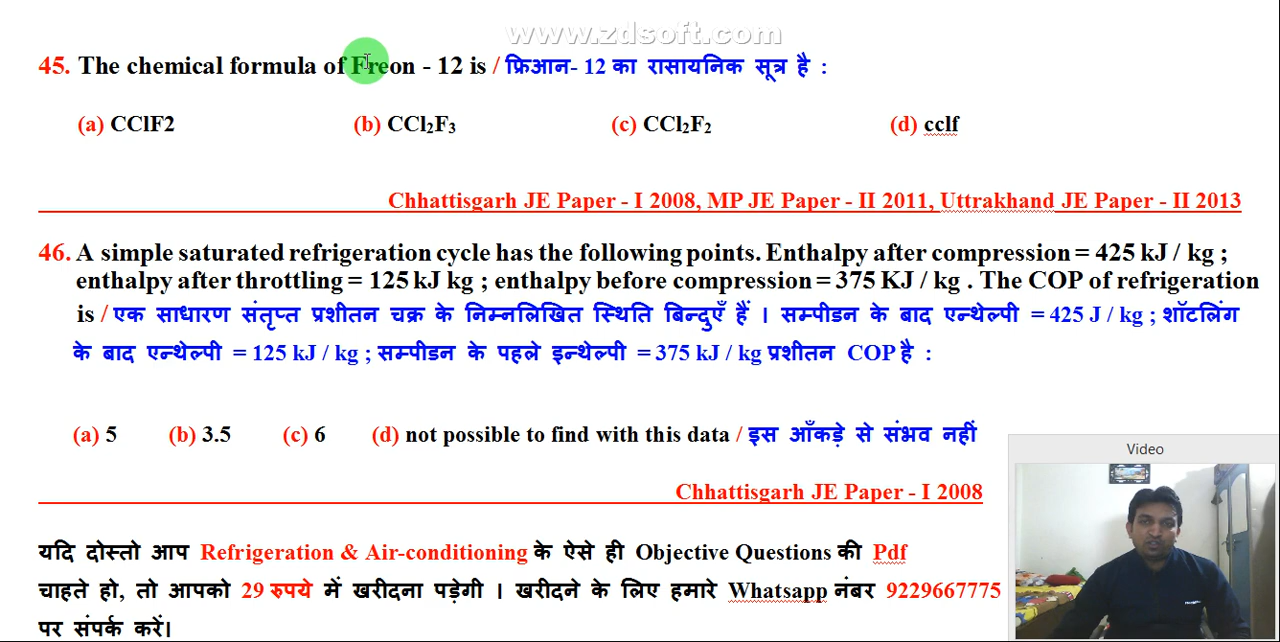 www.zdsoft.com
45. The chemical formula of Freon - 12 is / फ्रिआन- 12 का रासायनिक सूत्र है :
(a) CClF2 (b) CCl₂F₃ (c) CCl₂F₂ (d) cclf
Chhattisgarh JE Paper - I 2008, MP JE Paper - II 2011, Uttrakhand JE Paper - II 2013
46. A simple saturated refrigeration cycle has the following points. Enthalpy after compression = 425 kJ / kg ;
enthalpy after throttling = 125 kJ kg ; enthalpy before compression = 375 KJ / kg . The COP of refrigeration
is / एक साधारण संतृप्त प्रशीतन चक्र के निम्नलिखित स्थिति बिन्दुएँ हैं । सम्पीडन के बाद एन्थेल्पी = 425 J / kg ; शॉटलिंग
के बाद एन्थेल्पी = 125 kJ / kg ; सम्पीडन के पहले इन्थेल्पी = 375 kJ / kg प्रशीतन COP है :
(a) 5 (b) 3.5 (c) 6 (d) not possible to find with this data / इस आँकड़े से संभव नहीं
Chhattisgarh JE Paper - I 2008
Video
यदि दोस्तो आप Refrigeration & Air-conditioning के ऐसे ही Objective Questions की Pdf
चाहते हो, तो आपको 29 रुपये में खरीदना पड़ेगी । खरीदने के लिए हमारे Whatsapp नंबर 9229667775
पर संपर्क करें।